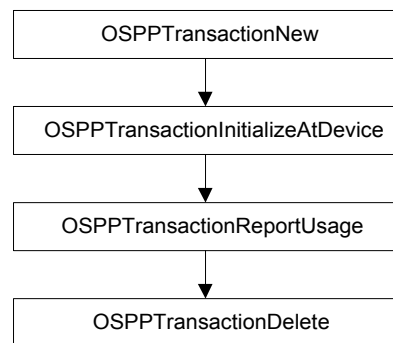 OSPPTransactionNew
OSPPTransactionInitializeAtDevice
OSPPTransactionReportUsage
OSPPTransactionDelete